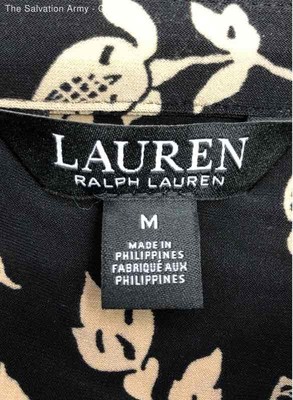 The Salvation Army -
LAUREN
RALPH LAUREN
M
MADE IN
PHILIPPINES
FABRIQUÉ AUX
PHILIPPINES